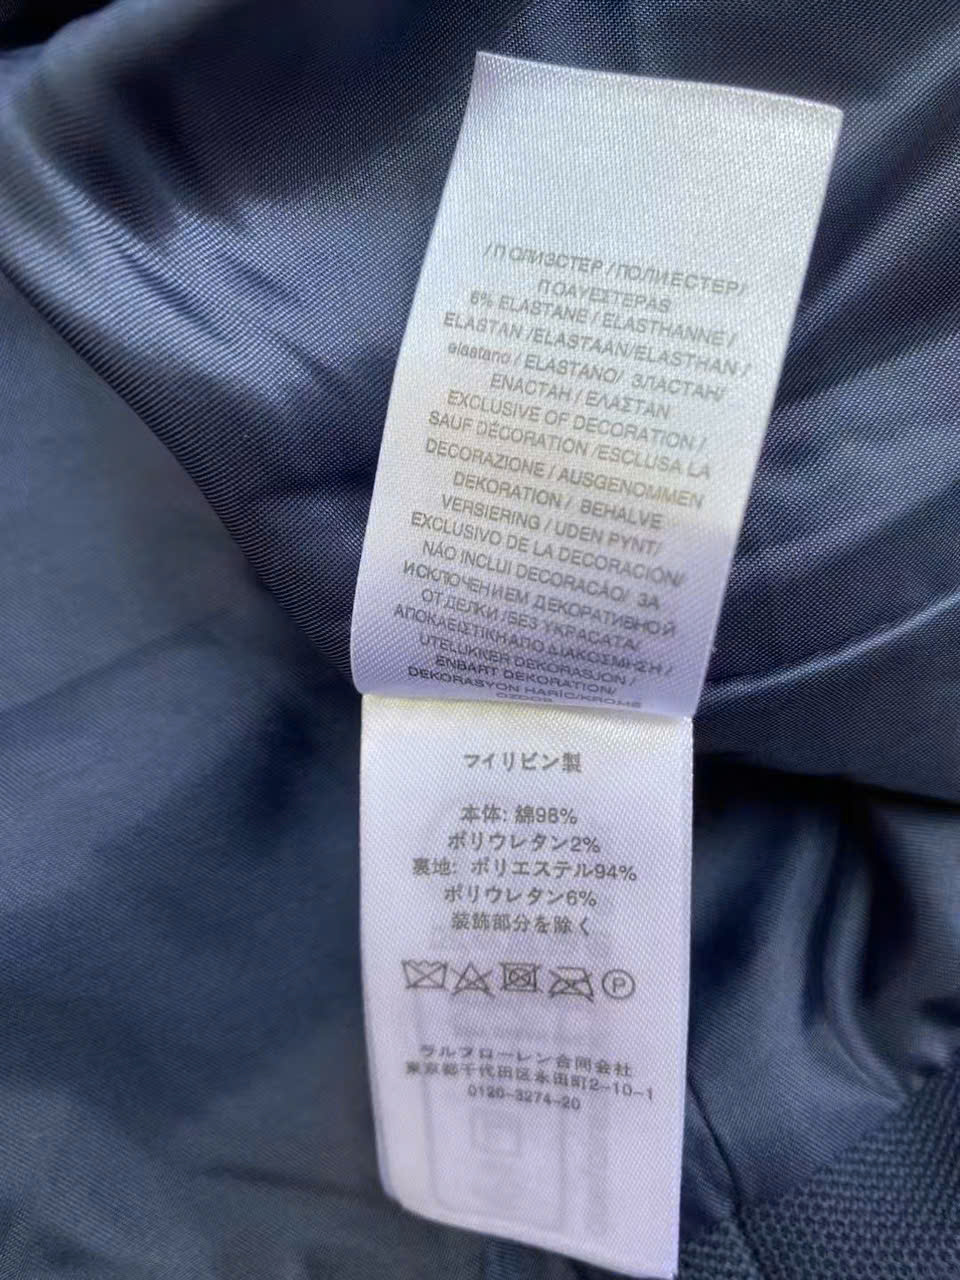 /ПОЛИЭСТЕР/ПОЛИЕСТЕР/
ΠΟΛΥΕΣΤΕΡΑΣ
6% ELASTANE / ELASTHANNE /
ELASTAN /ELASTAAN/ELASTHAN /
elastano / ELASTANO/ ЭЛАСТАН/
ЕЛАСТАН / ΕΛΑΣΤΑΝ
EXCLUSIVE OF DECORATION /
SAUF DÉCORATION /ESCLUSA LA
DECORAZIONE / AUSGENOMMEN
DEKORATION / BEHALVE
VERSIERING / UDEN PYNT/
EXCLUSIVO DE LA DECORACIÓN/
NÃO INCLUI DECORAÇÃO/ ЗА
ИСКЛЮЧЕНИЕМ ДЕКОРАТИВНОЙ
ОТДЕЛКИ /БЕЗ УКРАСАТА/
ΑΠΟΚΛΕΙΣΤΙΚΗ ΑΠΟ ΔΙΑΚΟΣΜΗΣΗ /
UTELUKKER DEKORASJON /
ENBART DEKORATION/
DEKORASYON HARİÇ/KROMĚ
OZDOB
フィリピン製
本体: 綿98%
ポリウレタン2%
裏地: ポリエステル94%
ポリウレタン6%
装飾部分を除く
P
ラルフローレン合同会社
東京都千代田区永田町2-10-1
0120-3274-20